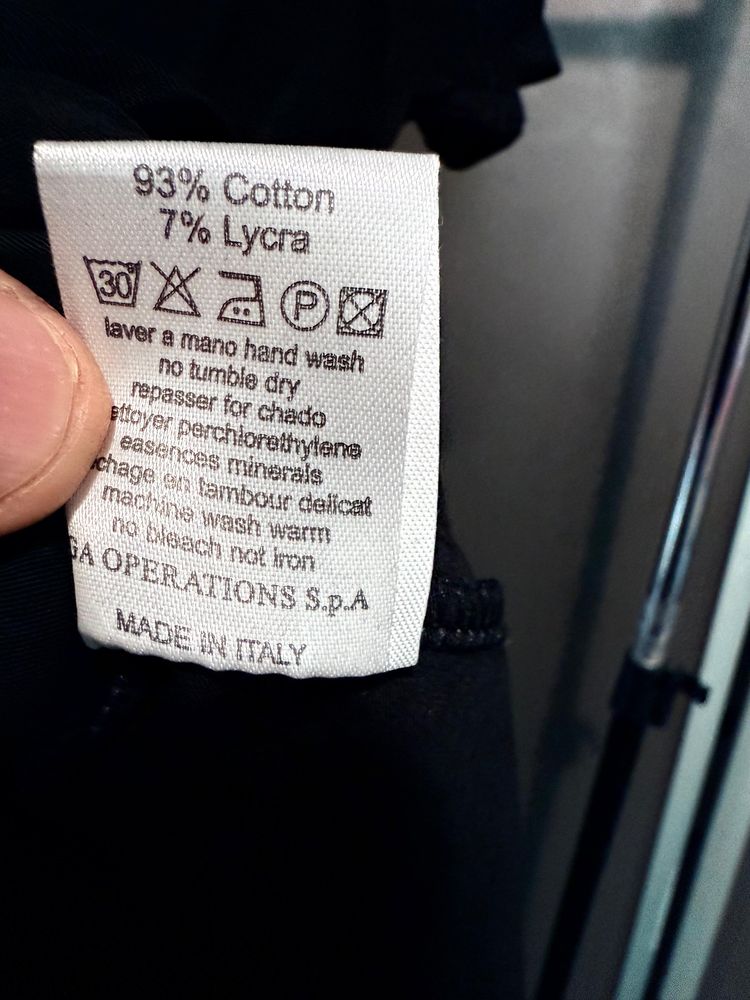 93% Cotton
7% Lycra
30° P
laver a mano hand wash
no tumble dry
repasser for chado
ettoyer perchlorethylene
easences minerals
chage en tambour delicat
machine wash warm
no bleach not iron
GA OPERATIONS S.p.A
MADE IN ITALY